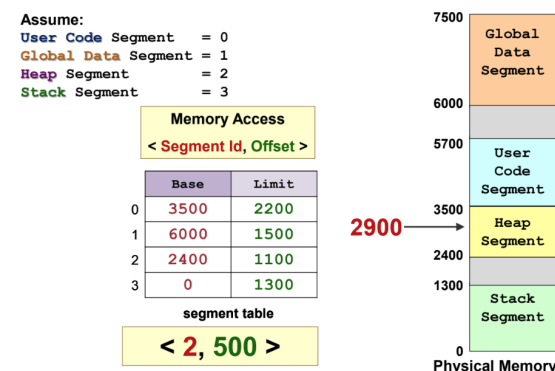 Assume:
User Code Segment = 0
Global Data Segment = 1
Heap Segment = 2
Stack Segment = 3
Memory Access
< Segment Id, Offset >
Base Limit
0 3500 2200
1 6000 1500
2 2400 1100
3 0 1300
segment table
< 2, 500 >
2900
7500
Global
Data
Segment
6000
5700
User
Code
Segment
3500
Heap
Segment
2400
1300
Stack
Segment
0
Physical Memory